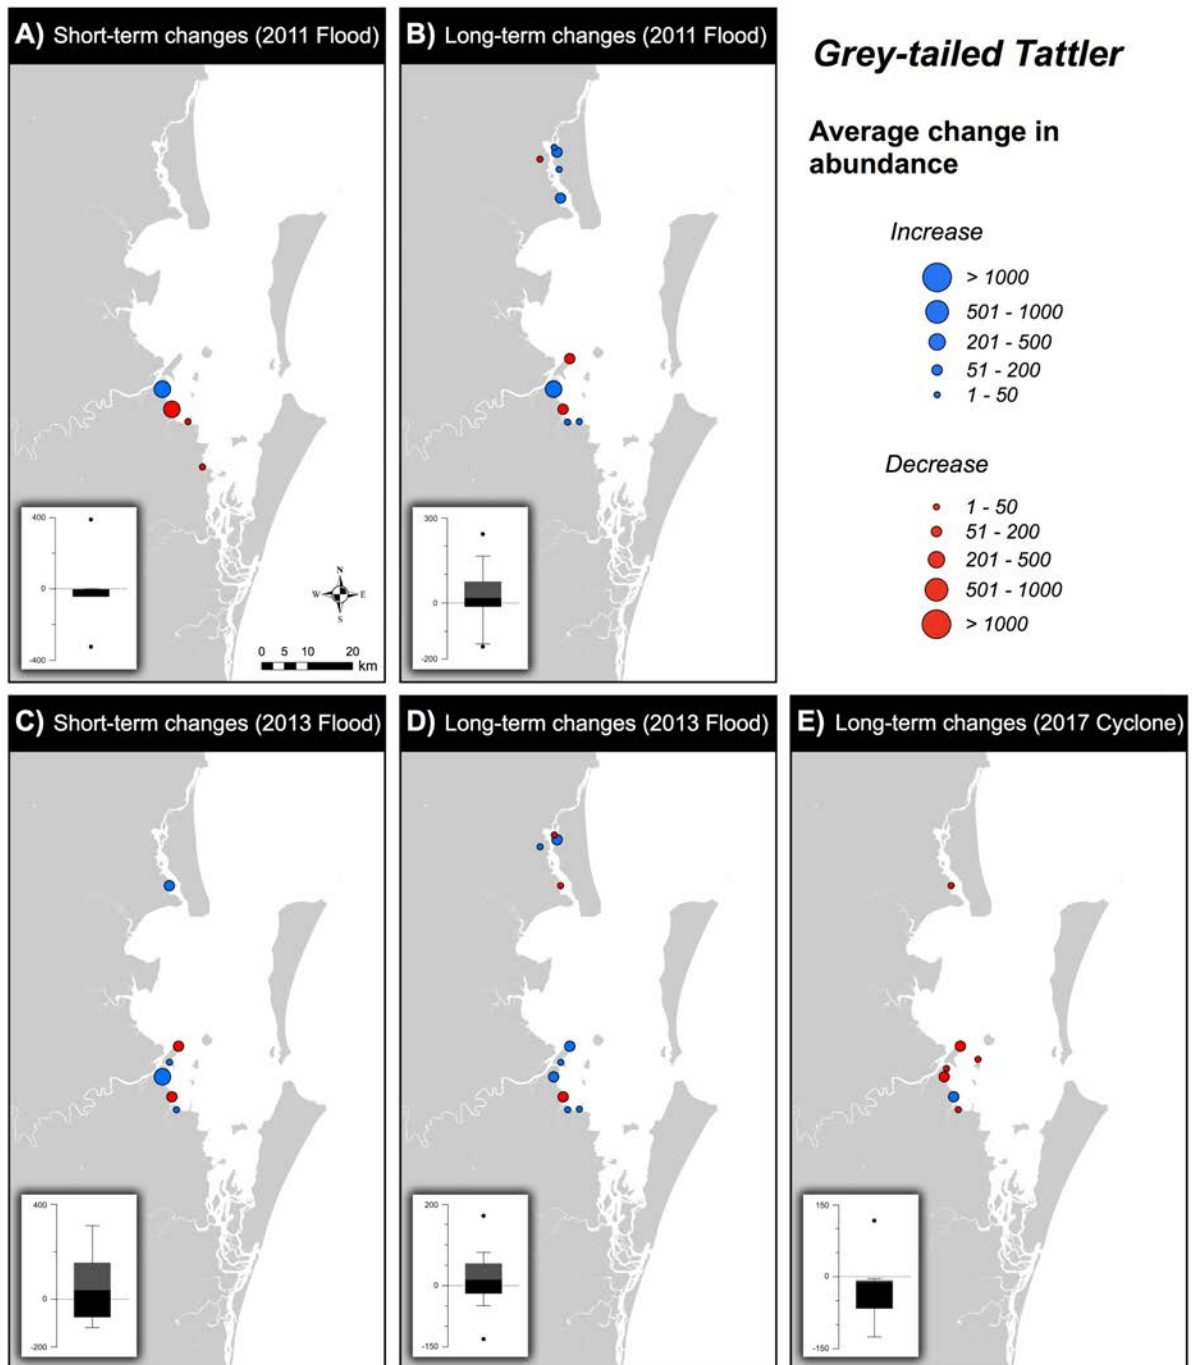 A) Short-term changes (2011 Flood)
B) Long-term changes (2011 Flood)
Grey-tailed Tattler
Average change in
abundance
Increase
> 1000
501 - 1000
201 - 500
51 - 200
1 - 50
Decrease
1 - 50
51 - 200
201 - 500
501 - 1000
> 1000
400
0
-400
N
W E
S
0 5 10 20
km
300
0
-200
C) Short-term changes (2013 Flood)
D) Long-term changes (2013 Flood)
E) Long-term changes (2017 Cyclone)
400
0
-200
200
0
-150
150
0
-150